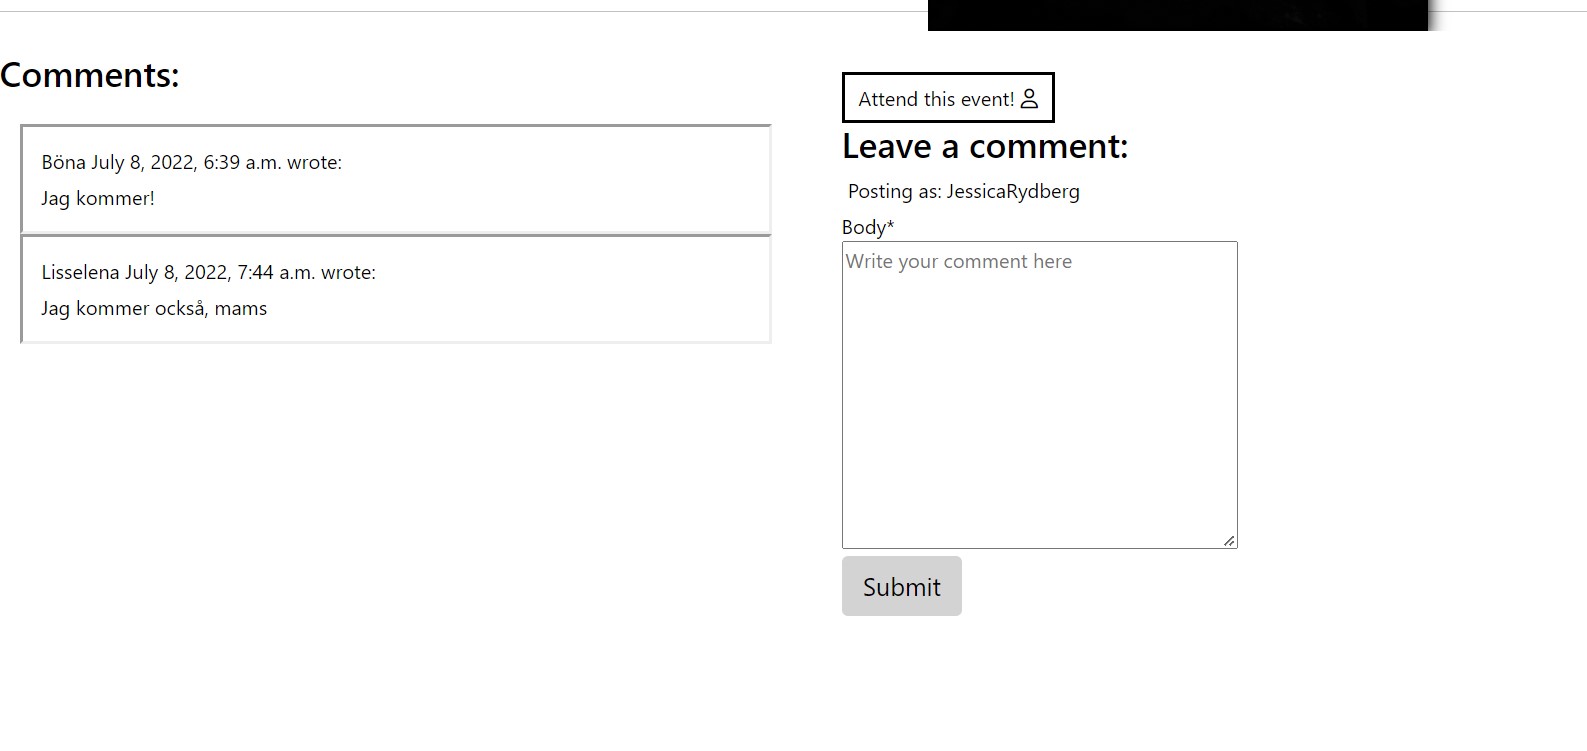 Comments:
Böna July 8, 2022, 6:39 a.m. wrote:
Jag kommer!
Lisselena July 8, 2022, 7:44 a.m. wrote:
Jag kommer också, mams
Attend this event!
Leave a comment:
Posting as: JessicaRydberg
Body*
Write your comment here
Submit